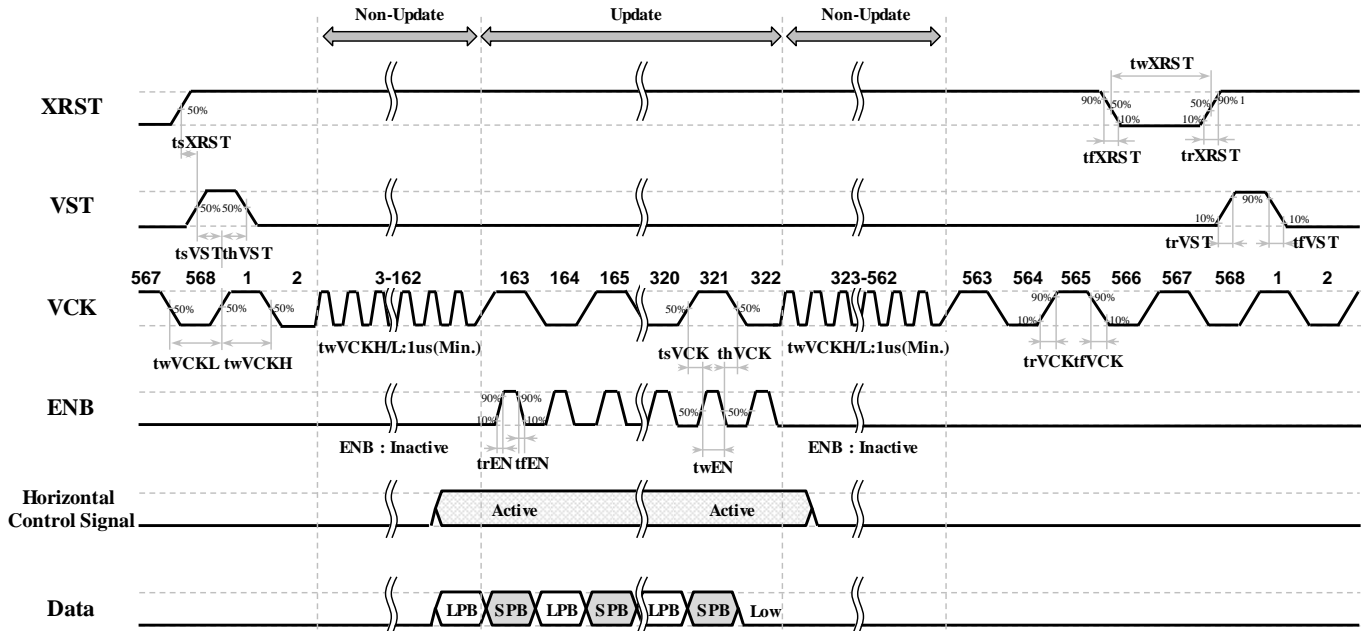 Non-Update Update Non-Update
twXRST
XRST 50% 90% 50% 10% 50% 90% 1 10%
tsXRST tfXRST trXRST
VST 50% 50% 10% 90% 10%
tsVST thVST trVST tfVST
567 568 1 2 3-162 163 164 165 320 321 322 323-562 563 564 565 566 567 568 1 2
VCK 50% 50% 50% 50% 50% 90% 10% 90% 10%
twVCKL twVCKH twVCKH/L:1us(Min.) tsVCK thVCK twVCKH/L:1us(Min.) trVCK tfVCK
ENB 90% 10% 90% 10% 50% 50%
ENB : Inactive trEN tfEN twEN ENB : Inactive
Horizontal
Control Signal Active Active
Data LPB SPB LPB SPB LPB SPB Low